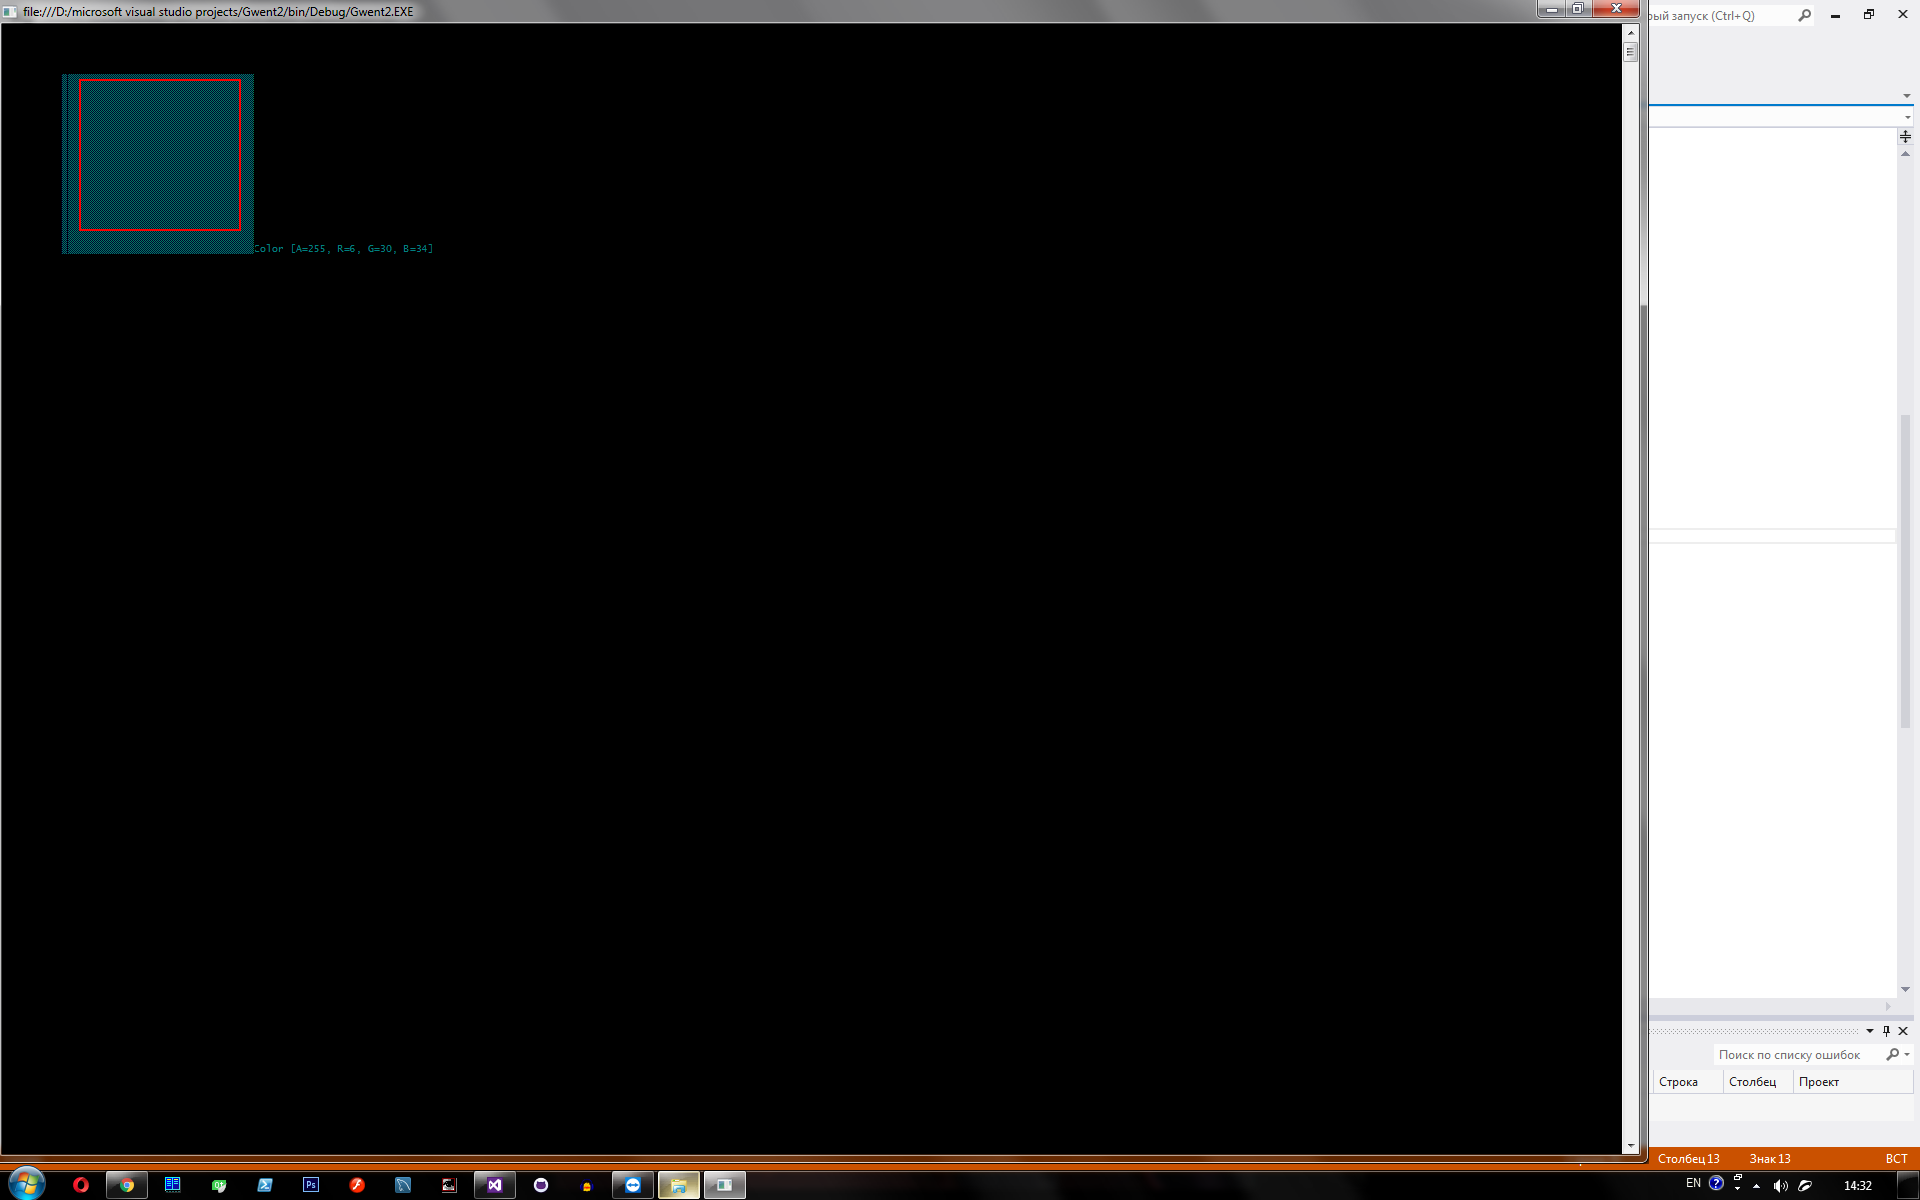 file:///D:/microsoft visual studio projects/Gwent2/bin/Debug/Gwent2.EXE
рый запуск (Ctrl+Q)
Color [A=255, R=6, G=30, B=34]
Поиск по списку ошибок
Строка Столбец Проект
Столбец 13 Знак 13 ВСТ
Ps
EN 14:32